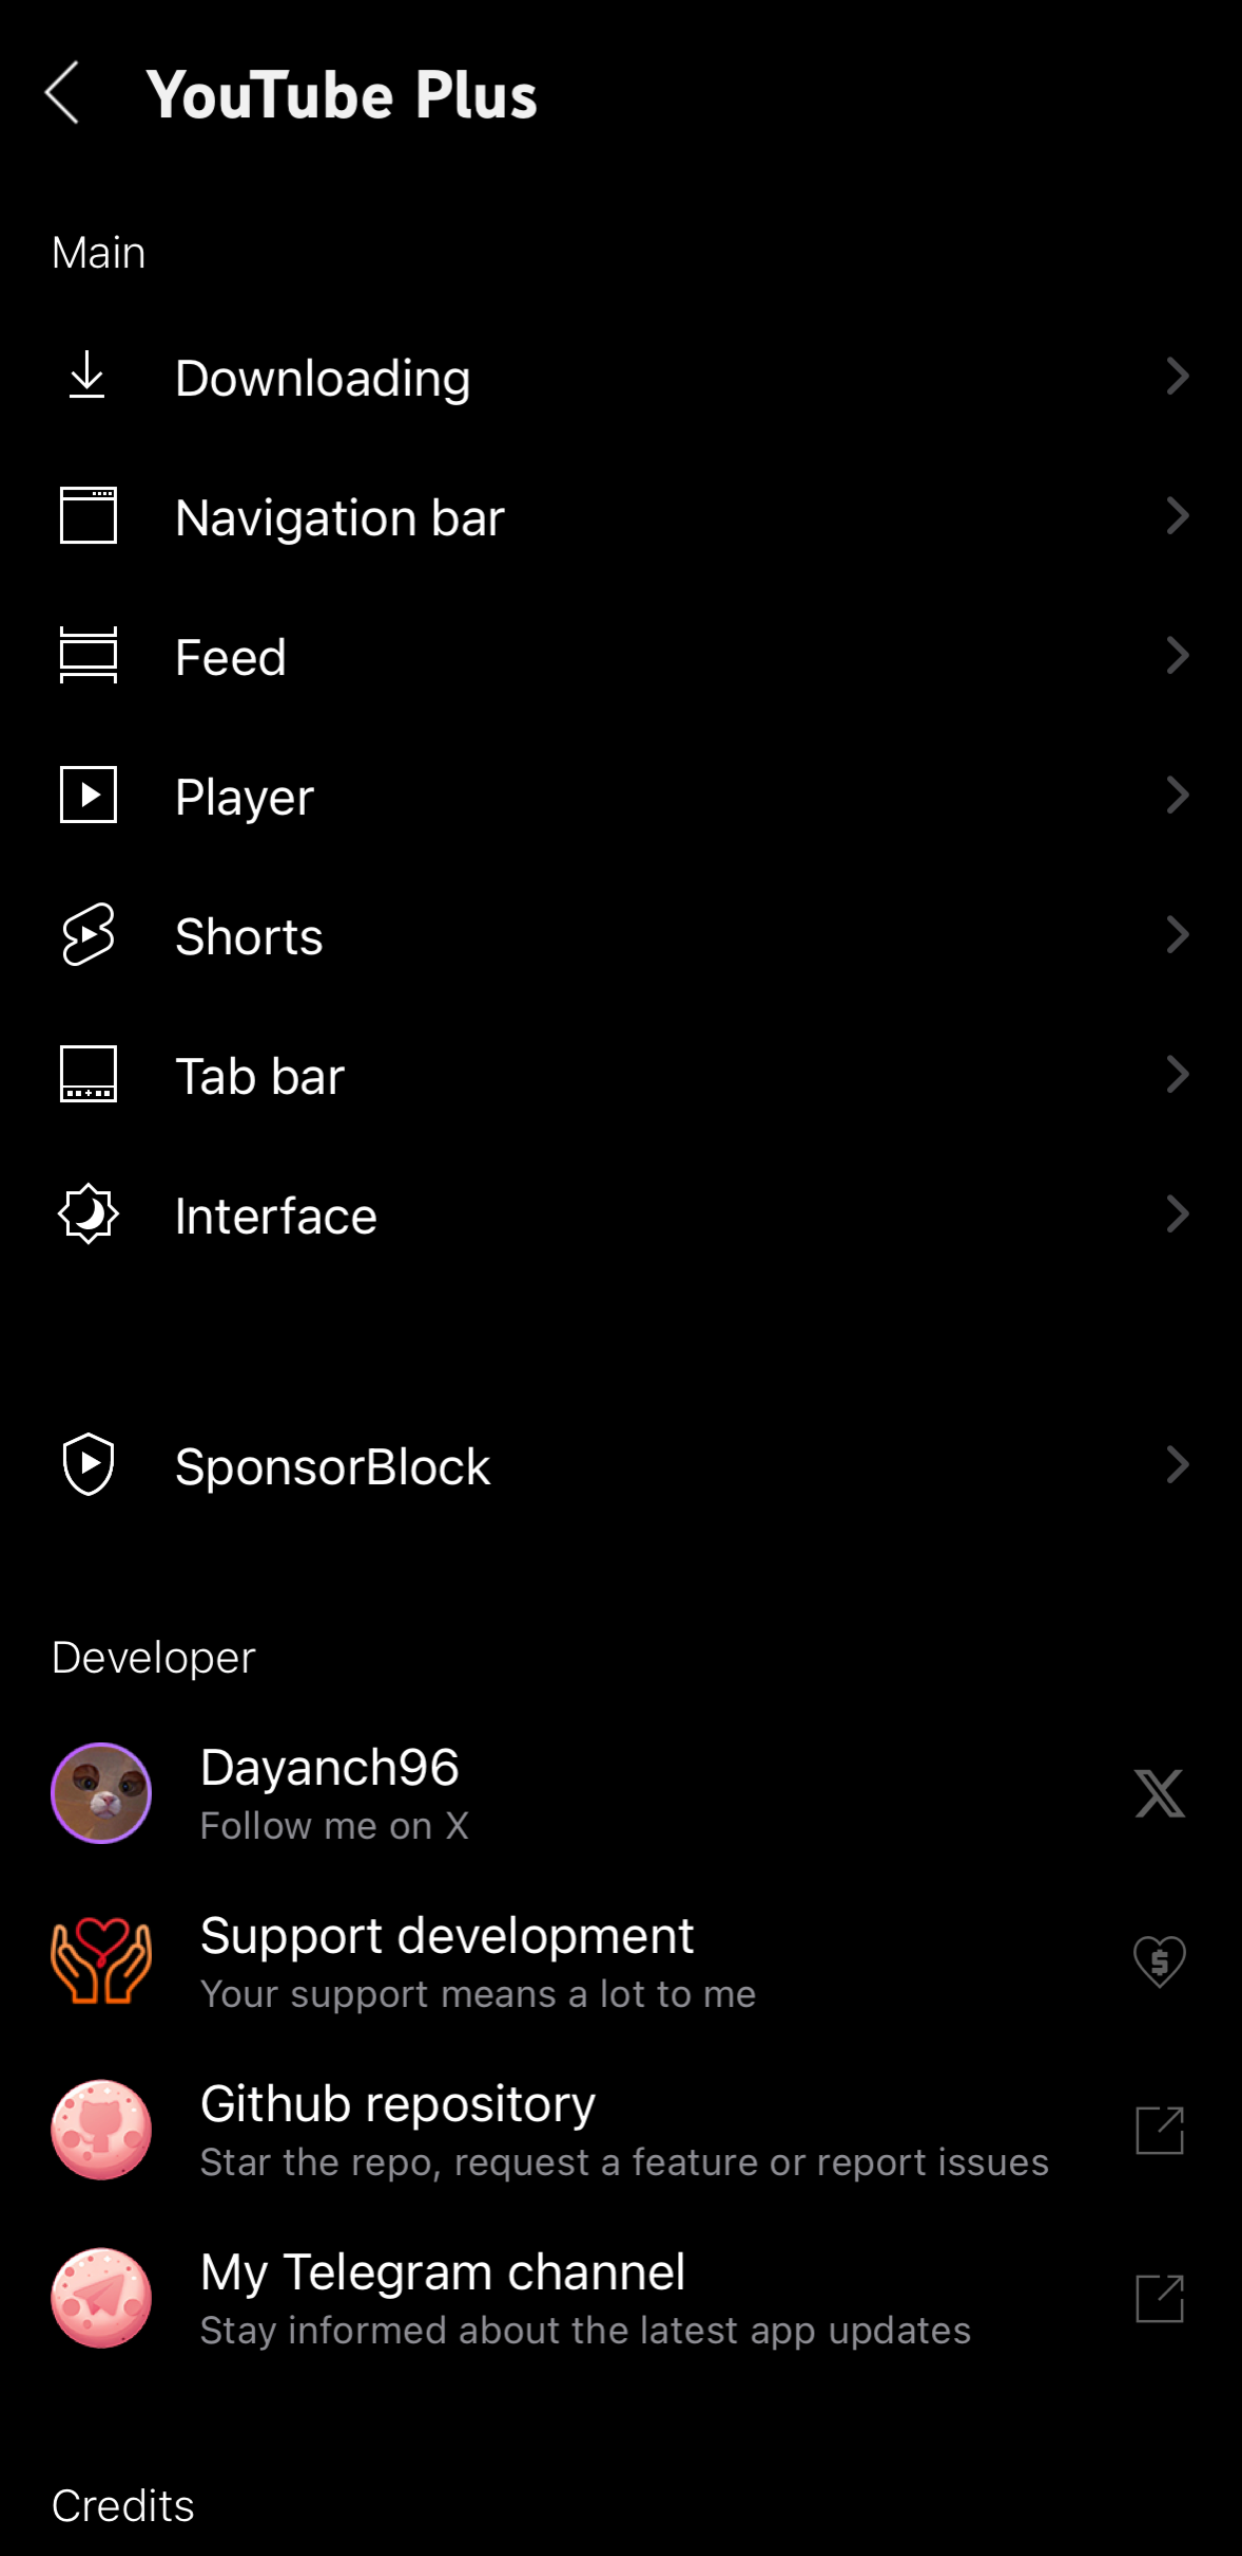 YouTube Plus
Main
Downloading
Navigation bar
Feed
Player
Shorts
Tab bar
Interface
SponsorBlock
Developer
Dayanch96
Follow me on X
Support development
Your support means a lot to me
Github repository
Star the repo, request a feature or report issues
My Telegram channel
Stay informed about the latest app updates
Credits